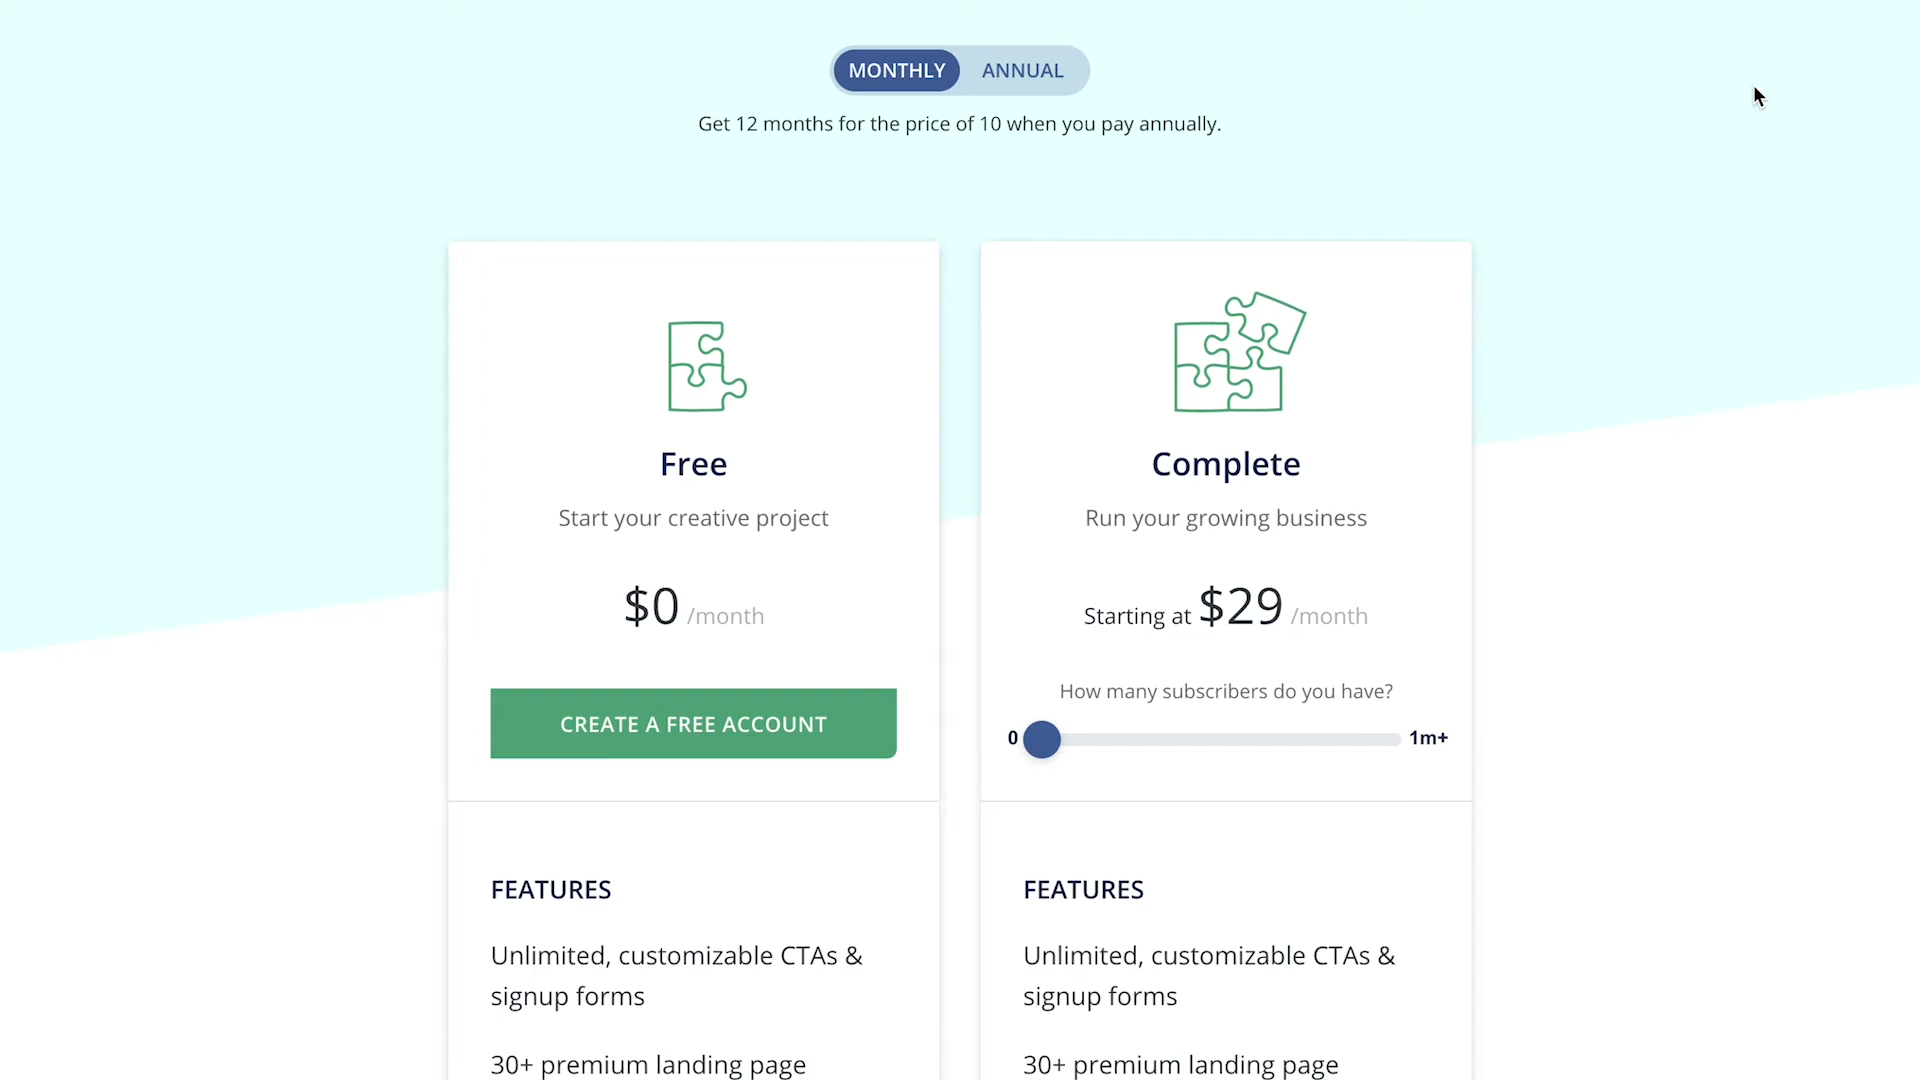 MONTHLY ANNUAL
Get 12 months for the price of 10 when you pay annually.
Free
Start your creative project
$0 /month
CREATE A FREE ACCOUNT
FEATURES
Unlimited, customizable CTAs &
signup forms
30+ premium landing page
Complete
Run your growing business
Starting at $29 /month
How many subscribers do you have?
0 1m+
FEATURES
Unlimited, customizable CTAs &
signup forms
30+ premium landing page